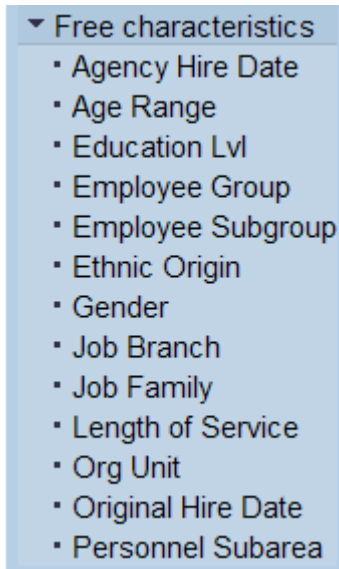 Free characteristics
Agency Hire Date
Age Range
Education Lvl
Employee Group
Employee Subgroup
Ethnic Origin
Gender
Job Branch
Job Family
Length of Service
Org Unit
Original Hire Date
Personnel Subarea